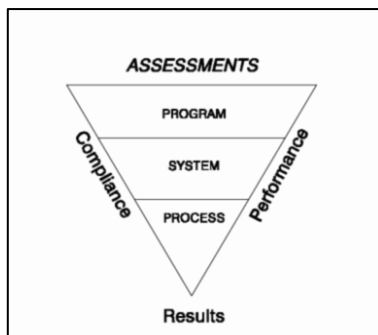 ASSESSMENTS
PROGRAM
SYSTEM
PROCESS
Compliance
Performance
Results